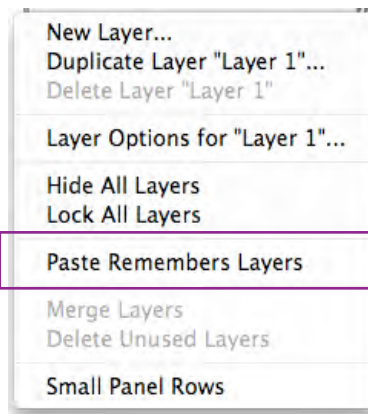 New Layer...
Duplicate Layer "Layer 1"...
Delete Layer "Layer 1"
Layer Options for "Layer 1"...
Hide All Layers
Lock All Layers
Paste Remembers Layers
Merge Layers
Delete Unused Layers
Small Panel Rows